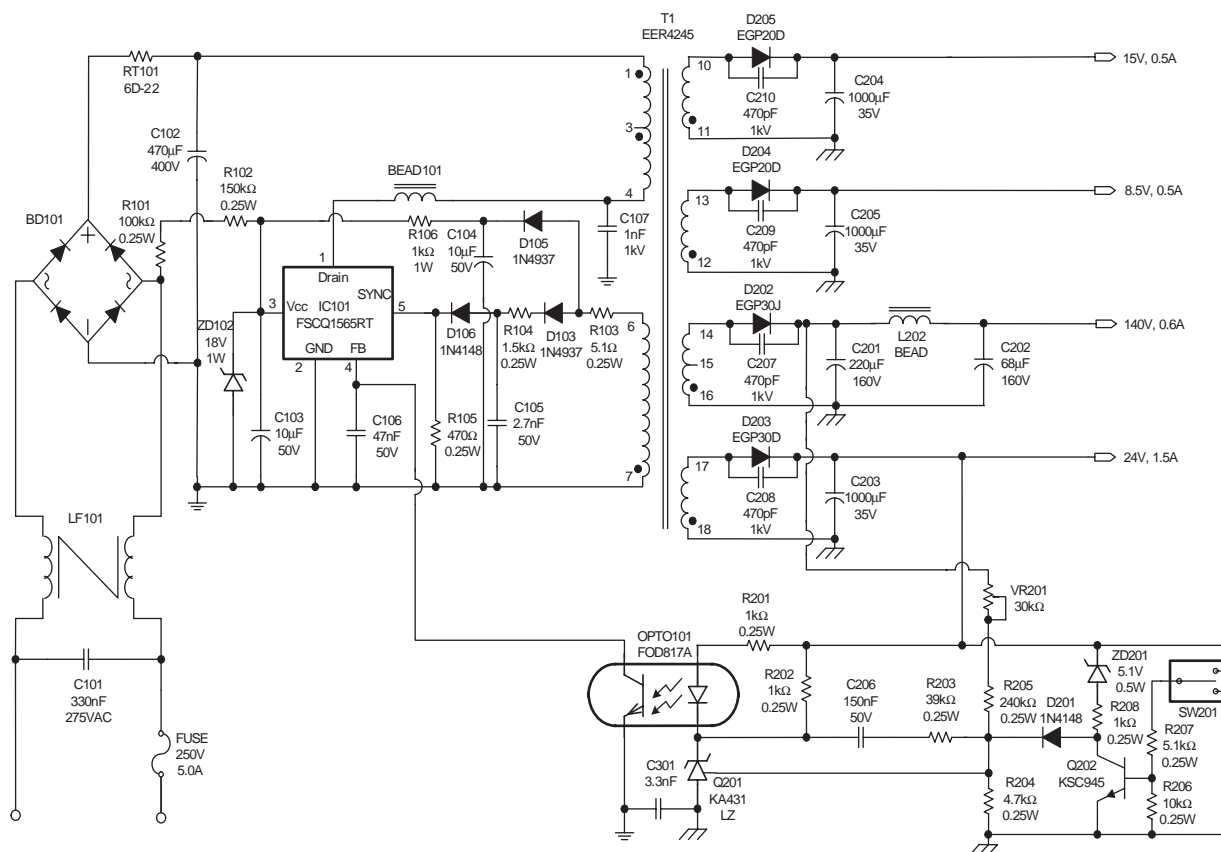 T1
EER4245
RT101
6D-22
C102
470μF
400V
BD101
R101
100kΩ
0.25W
R102
150kΩ
0.25W
BEAD101
R106
1kΩ
1W
C104
10μF
50V
D105
1N4937
C107
1nF
1kV
1
3
4
6
7
1
Drain
SYNC
5
3
Vcc
IC101
FSCQ1565RT
GND
2
FB
4
ZD102
18V
1W
D106
1N4148
R104
1.5kΩ
0.25W
D103
1N4937
R103
5.1Ω
0.25W
C103
10μF
50V
C106
47nF
50V
R105
470Ω
0.25W
C105
2.7nF
50V
LF101
C101
330nF
275VAC
FUSE
250V
5.0A
10
11
D205
EGP20D
C210
470pF
1kV
C204
1000μF
35V
15V, 0.5A
13
12
D204
EGP20D
C209
470pF
1kV
C205
1000μF
35V
8.5V, 0.5A
14
15
16
D202
EGP30J
C207
470pF
1kV
C201
220μF
160V
L202
BEAD
C202
68μF
160V
140V, 0.6A
17
18
D203
EGP30D
C208
470pF
1kV
C203
1000μF
35V
24V, 1.5A
VR201
30kΩ
OPTO101
FOD817A
R201
1kΩ
0.25W
R202
1kΩ
0.25W
C206
150nF
50V
R203
39kΩ
0.25W
R205
240kΩ
0.25W
D201
1N4148
ZD201
5.1V
0.5W
R208
1kΩ
0.25W
SW201
R207
5.1kΩ
0.25W
Q202
KSC945
R206
10kΩ
0.25W
C301
3.3nF
Q201
KA431
LZ
R204
4.7kΩ
0.25W